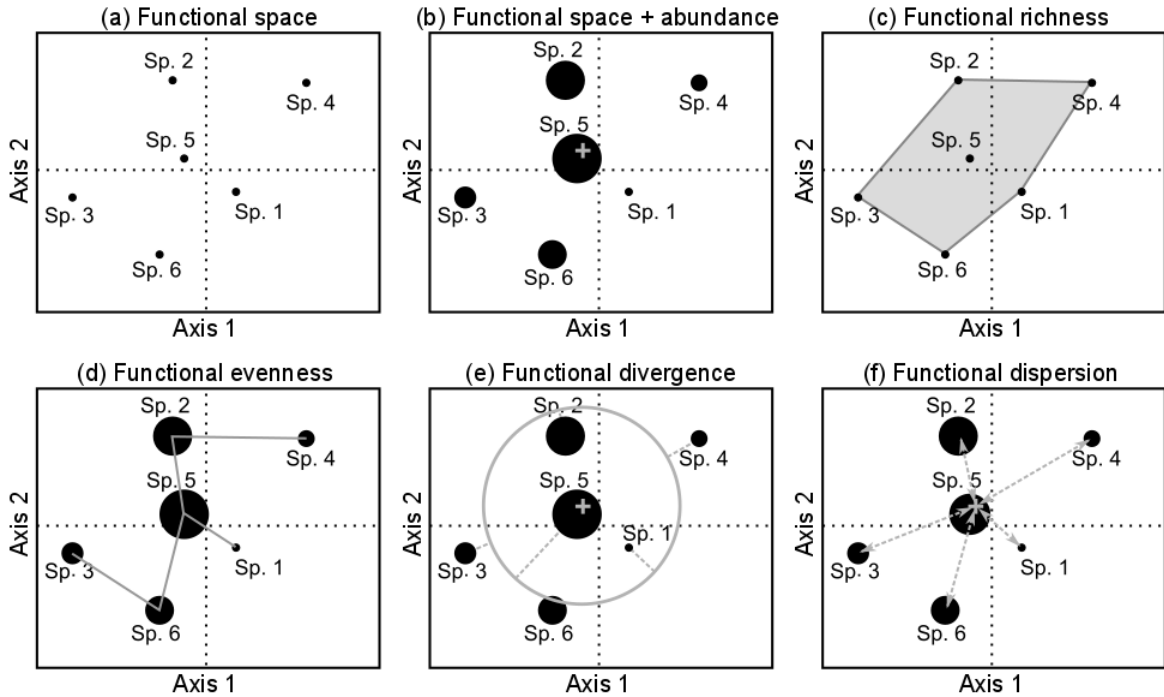 (a) Functional space
Sp. 2
Sp. 4
Sp. 5
Sp. 3
Sp. 1
Sp. 6
Axis 2
Axis 1
(b) Functional space + abundance
Sp. 2
Sp. 4
Sp. 5
Sp. 3
Sp. 1
Sp. 6
Axis 2
Axis 1
(c) Functional richness
Sp. 2
Sp. 4
Sp. 5
Sp. 3
Sp. 1
Sp. 6
Axis 2
Axis 1
(d) Functional evenness
Sp. 2
Sp. 4
Sp. 5
Sp. 3
Sp. 1
Sp. 6
Axis 2
Axis 1
(e) Functional divergence
Sp. 2
Sp. 4
Sp. 5
Sp. 1
Sp. 3
Sp. 6
Axis 2
Axis 1
(f) Functional dispersion
Sp. 2
Sp. 4
Sp. 5
Sp. 3
Sp. 1
Sp. 6
Axis 2
Axis 1